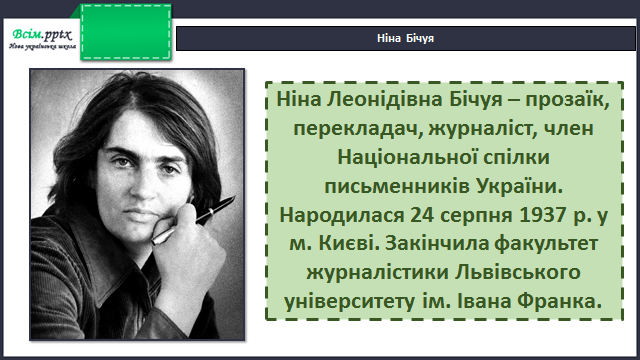 Всім.pptx
Нова українська школа
Ніна Бічуя
Ніна Леонідівна Бічуя – прозаїк,
перекладач, журналіст, член
Національної спілки
письменників України.
Народилася 24 серпня 1937 р. у
м. Києві. Закінчила факультет
журналістики Львівського
університету ім. Івана Франка.